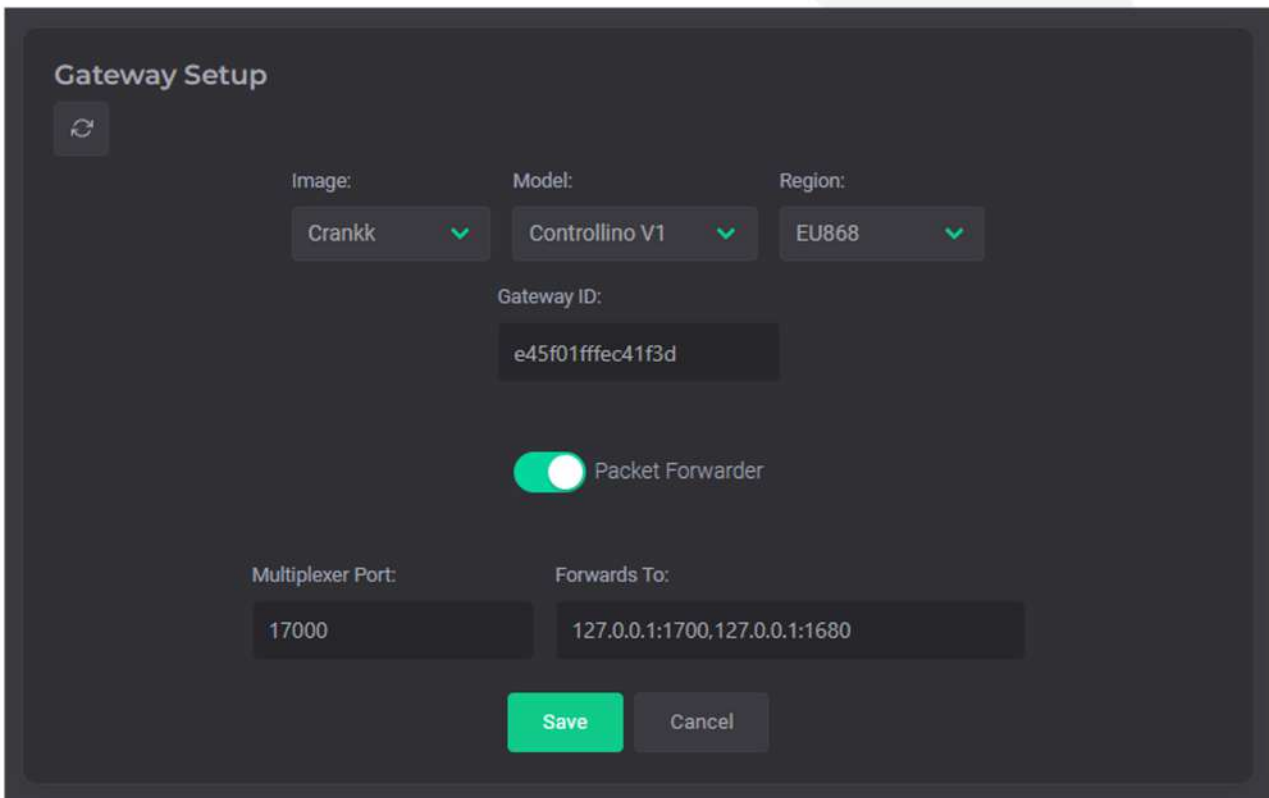 Gateway Setup
Image: Model: Region:
Crankk Controllino V1 EU868
Gateway ID:
e45f01fffec41f3d
Packet Forwarder
Multiplexer Port: Forwards To:
17000 127.0.0.1:1700,127.0.0.1:1680
Save Cancel